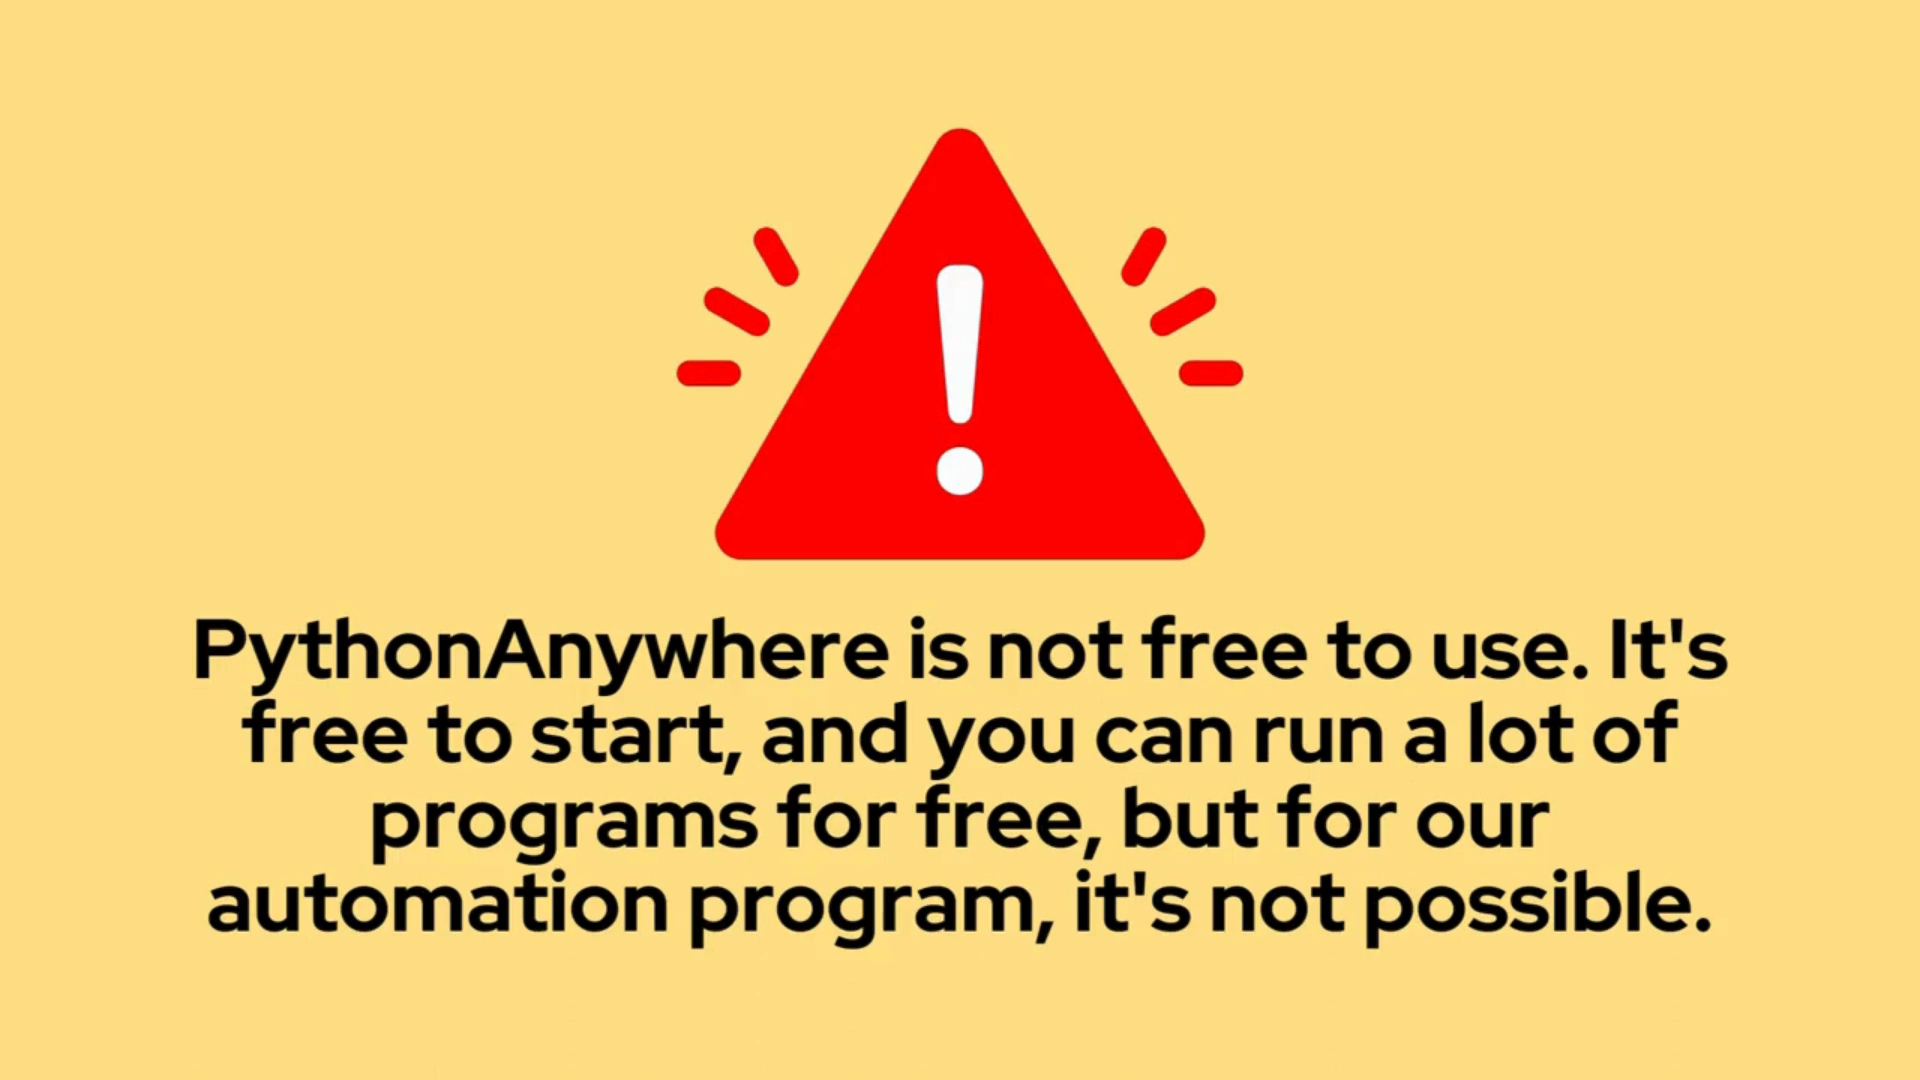 PythonAnywhere is not free to use. It's
free to start, and you can run a lot of
programs for free, but for our
automation program, it's not possible.